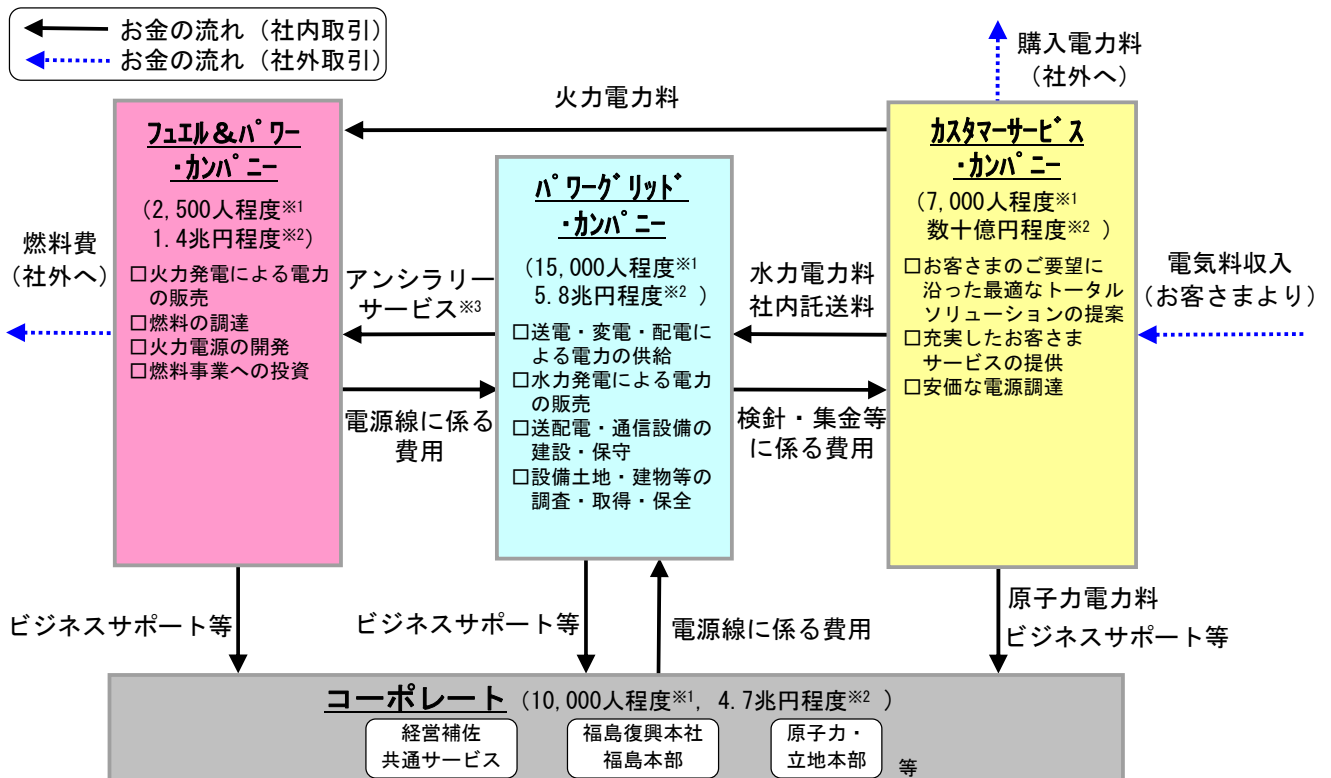 お金の流れ（社内取引）
お金の流れ（社外取引）
購入電力料
（社外へ）
火力電力料
フュエル＆パワー
・カンパニー
（2,500人程度※1
1.4兆円程度※2）
□火力発電による電力
の販売
□燃料の調達
□火力電源の開発
□燃料事業への投資
燃料費
（社外へ）
アンシラリー
サービス※3
電源線に係る
費用
パワーグリッド
・カンパニー
（15,000人程度※1
5.8兆円程度※2 ）
□送電・変電・配電に
よる電力の供給
□水力発電による電力
の販売
□送配電・通信設備の
建設・保守
□設備土地・建物等の
調査・取得・保全
水力電力料
社内託送料
検針・集金等
に係る費用
カスタマーサービス
・カンパニー
（7,000人程度※1
数十億円程度※2 ）
□お客さまのご要望に
沿った最適なトータル
ソリューションの提案
□充実したお客さま
サービスの提供
□安価な電源調達
電気料収入
（お客さまより）
ビジネスサポート等
ビジネスサポート等
電源線に係る費用
原子力電力料
ビジネスサポート等
コーポレート（10,000人程度※1, 4.7兆円程度※2 ）
経営補佐
共通サービス
福島復興本社
福島本部
原子力・
立地本部
等